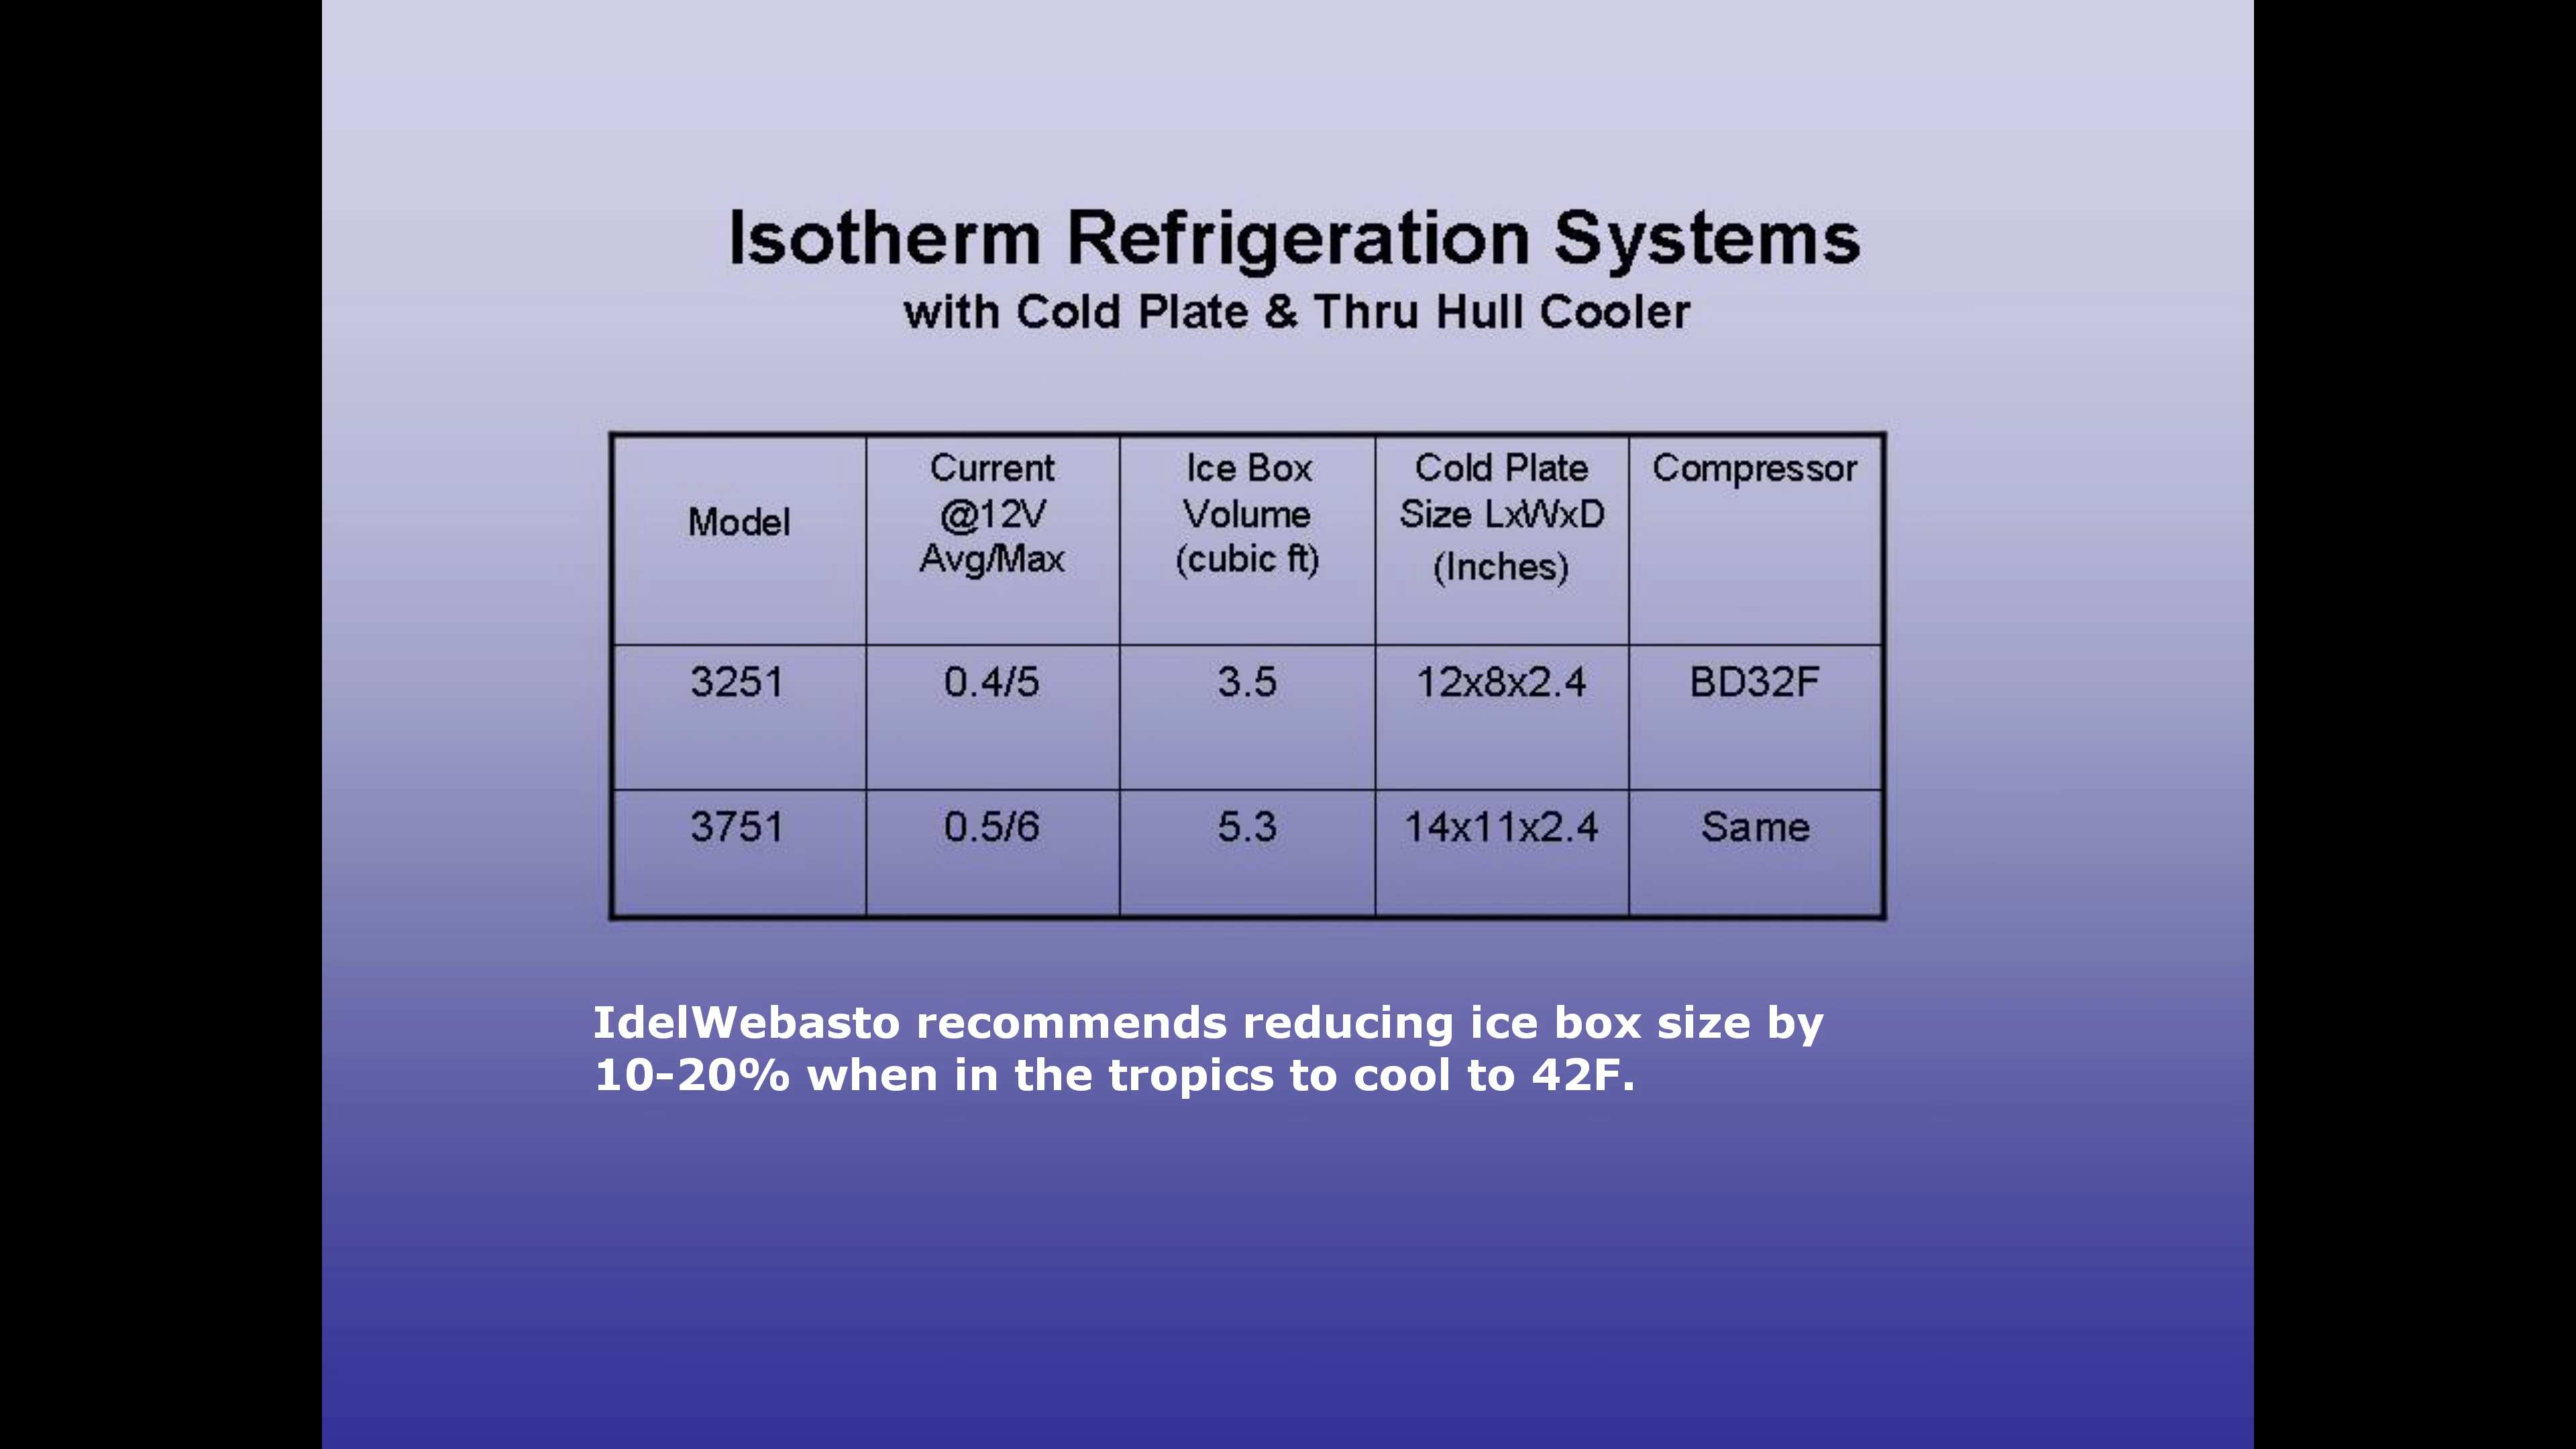 Isotherm Refrigeration Systems
with Cold Plate & Thru Hull Cooler
Model
Current
@12V
Avg/Max
Ice Box
Volume
(cubic ft)
Cold Plate
Size LxWxD
(Inches)
Compressor
3251
0.4/5
3.5
12x8x2.4
BD32F
3751
0.5/6
5.3
14x11x2.4
Same
IdelWebasto recommends reducing ice box size by
10-20% when in the tropics to cool to 42F.